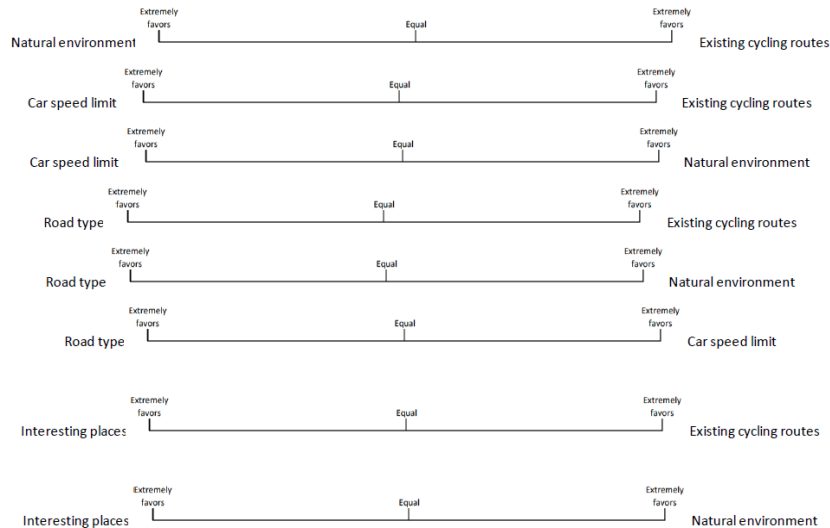 Extremely favors Equal Extremely favors
Natural environment Existing cycling routes
Extremely favors Equal Extremely favors
Car speed limit Existing cycling routes
Extremely favors Equal Extremely favors
Car speed limit Natural environment
Extremely favors Equal Extremely favors
Road type Existing cycling routes
Extremely favors Equal Extremely favors
Road type Natural environment
Extremely favors Equal Extremely favors
Road type Car speed limit
Extremely favors Equal Extremely favors
Interesting places Existing cycling routes
Extremely favors Equal Extremely favors
Interesting places Natural environment